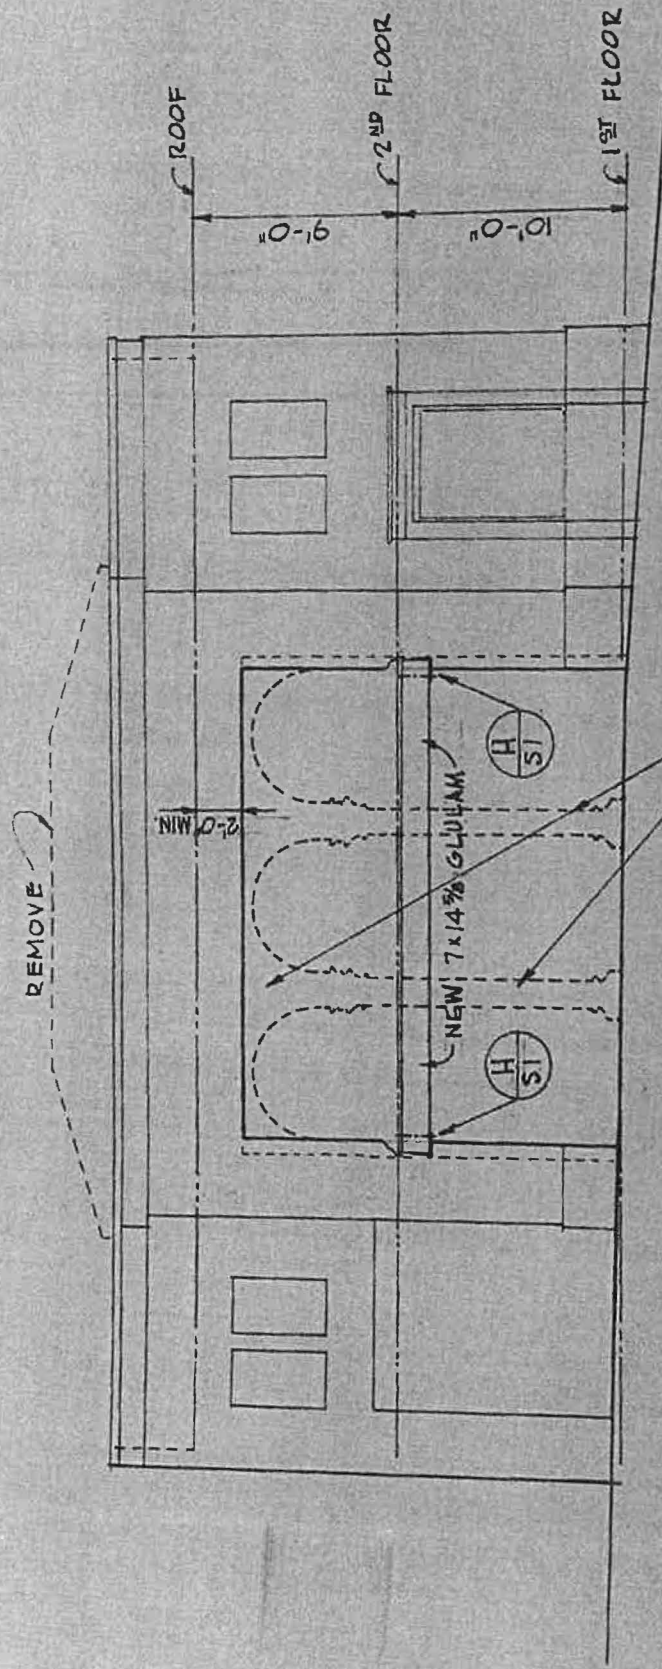 REMOVE
ROOF
9'-0"
2ND FLOOR
10'-0"
1ST FLOOR
2'-0" MIN.
NEW 7x14⅝ GLULAM
H
S1
H
S1